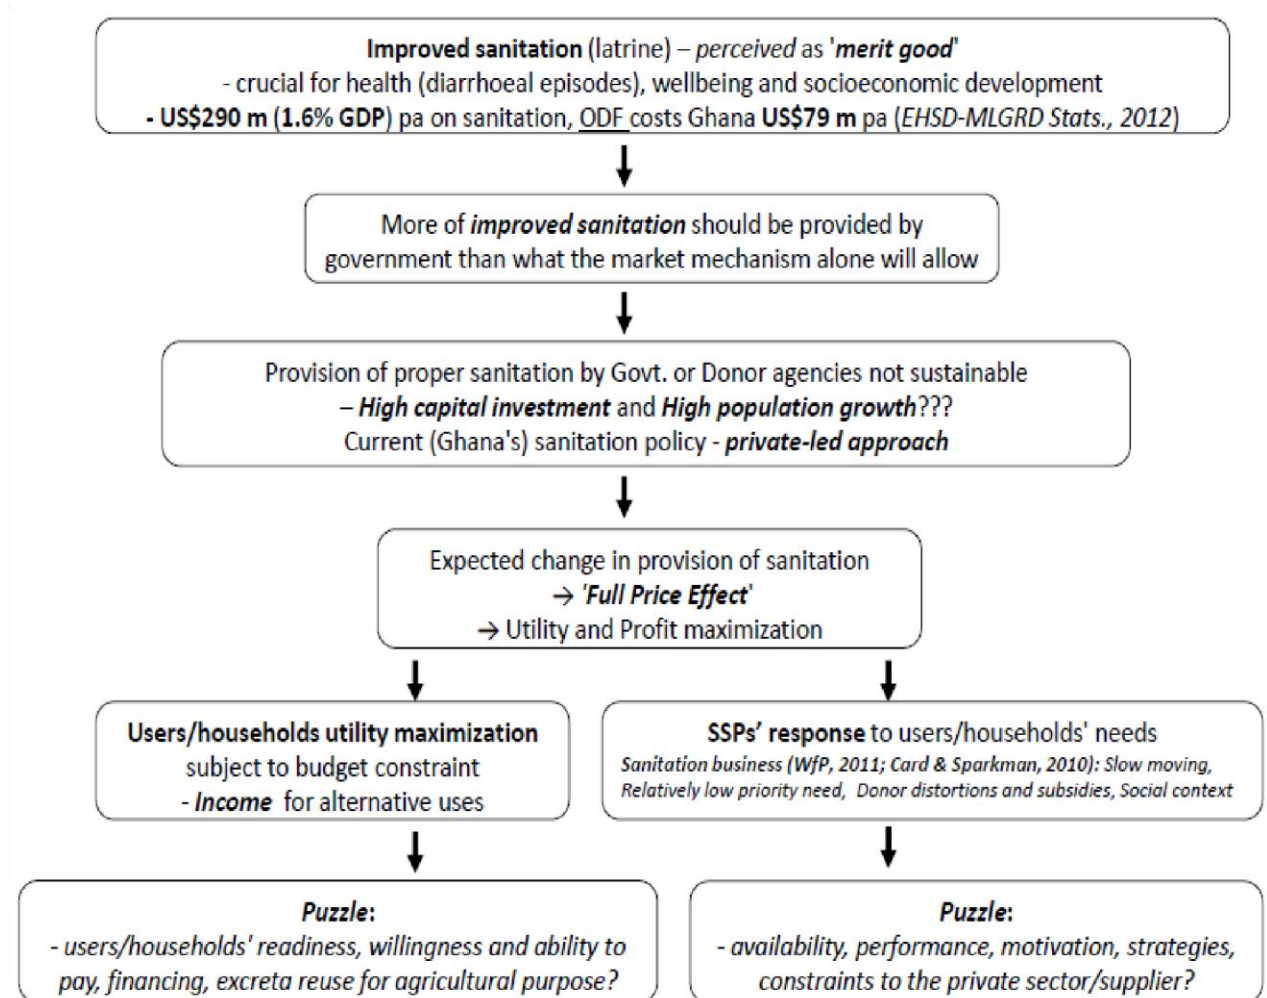 Improved sanitation (latrine) – perceived as 'merit good'
- crucial for health (diarrhoeal episodes), wellbeing and socioeconomic development
- US$290 m (1.6% GDP) pa on sanitation, ODF costs Ghana US$79 m pa (EHSD-MLGRD Stats., 2012)
More of improved sanitation should be provided by
government than what the market mechanism alone will allow
Provision of proper sanitation by Govt. or Donor agencies not sustainable
– High capital investment and High population growth???
Current (Ghana's) sanitation policy - private-led approach
Expected change in provision of sanitation
→ 'Full Price Effect'
→ Utility and Profit maximization
Users/households utility maximization
subject to budget constraint
- Income for alternative uses
SSPs’ response to users/households' needs
Sanitation business (WfP, 2011; Card & Sparkman, 2010): Slow moving,
Relatively low priority need, Donor distortions and subsidies, Social context
Puzzle:
- users/households' readiness, willingness and ability to
pay, financing, excreta reuse for agricultural purpose?
Puzzle:
- availability, performance, motivation, strategies,
constraints to the private sector/supplier?